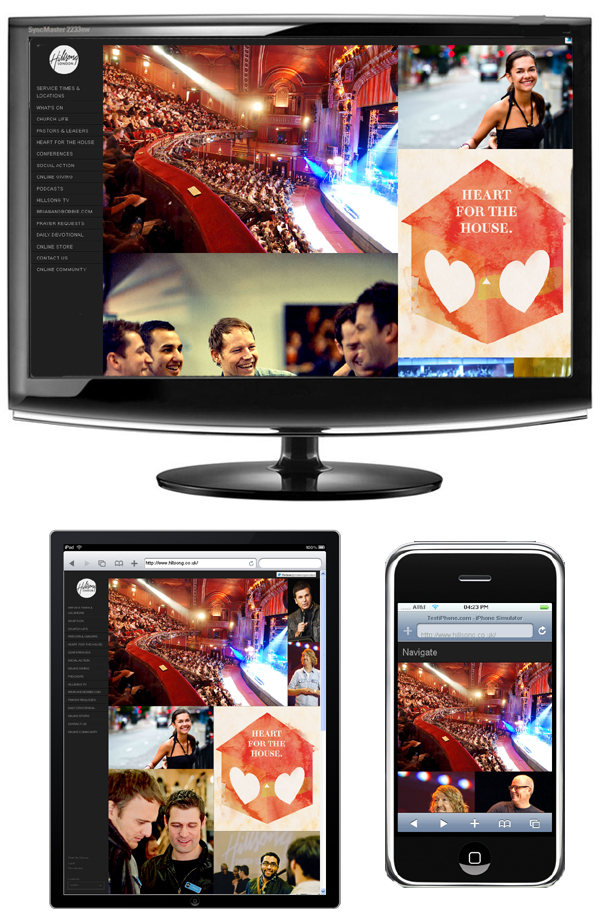 SyncMaster 2233sw
Hillsong
LONDON
SERVICE TIMES &
LOCATIONS
WHAT'S ON
CHURCH LIFE
PASTORS & LEADERS
HEART FOR THE HOUSE
CONFERENCES
SOCIAL ACTION
ONLINE GIVING
PODCASTS
HILLSONG TV
BRIANANDBOBBIE.COM
PRAYER REQUESTS
DAILY DEVOTIONAL
ONLINE STORE
CONTACT US
ONLINE COMMUNITY
HEART
FOR THE
HOUSE.
iPad
100%
http://www.hillsong.co.uk/
HEART
FOR THE
HOUSE.
Hillsong
AT&T
04:23 PM
TestiPhone.com - iPhone Simulator
http://www.hillsong.co.uk/
Navigate